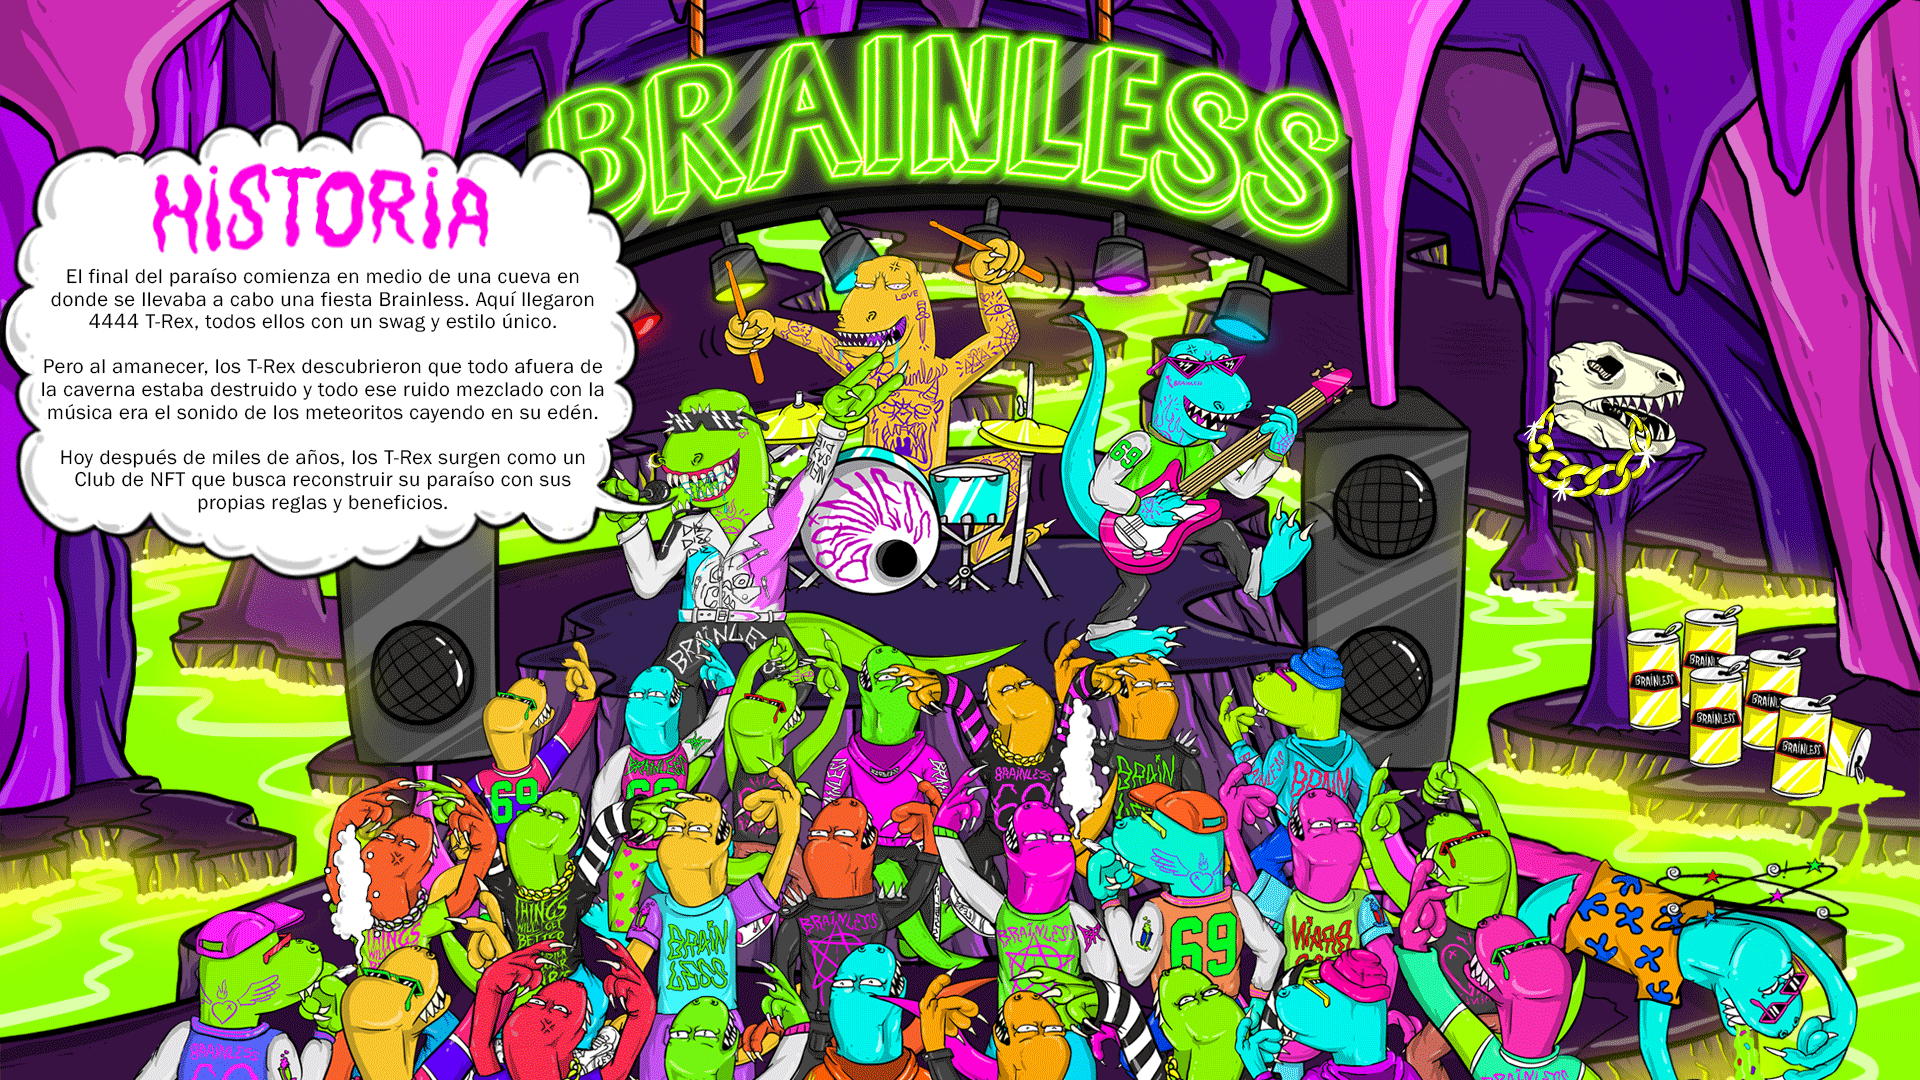 BRAINLESS
HiSTORiA
El final del paraíso comienza en medio de una cueva en
donde se llevaba a cabo una fiesta Brainless. Aquí llegaron
4444 T-Rex, todos ellos con un swag y estilo único.
Pero al amanecer, los T-Rex descubrieron que todo afuera de
la caverna estaba destruido y todo ese ruido mezclado con la
música era el sonido de los meteoritos cayendo en su edén.
Hoy después de miles de años, los T-Rex surgen como un
Club de NFT que busca reconstruir su paraíso con sus
propias reglas y beneficios.
LOVE
69
BRAINLESS
BRAINLESS
BRAINLESS
BRAINLESS
BRAINLESS
69
BRAINLESS
BRAIN
LESS
BRAIN
THINGS
WILL GET
BETTER
THINGS
BRAIN
LESS
BRAINLESS
BRAINLESS
69
BRAINLESS
BRAINLESS